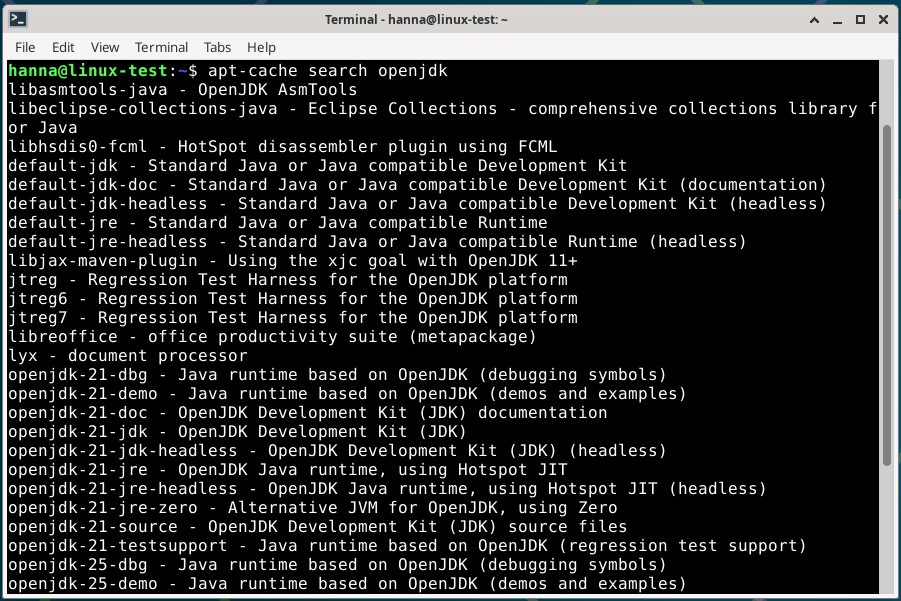 Terminal - hanna@linux-test: ~
File Edit View Terminal Tabs Help
hanna@linux-test:~$ apt-cache search openjdk
libasmtools-java - OpenJDK AsmTools
libeclipse-collections-java - Eclipse Collections - comprehensive collections library f
or Java
libhsdis0-fcml - HotSpot disassembler plugin using FCML
default-jdk - Standard Java or Java compatible Development Kit
default-jdk-doc - Standard Java or Java compatible Development Kit (documentation)
default-jdk-headless - Standard Java or Java compatible Development Kit (headless)
default-jre - Standard Java or Java compatible Runtime
default-jre-headless - Standard Java or Java compatible Runtime (headless)
libjax-maven-plugin - Using the xjc goal with OpenJDK 11+
jtreg - Regression Test Harness for the OpenJDK platform
jtreg6 - Regression Test Harness for the OpenJDK platform
jtreg7 - Regression Test Harness for the OpenJDK platform
libreoffice - office productivity suite (metapackage)
lyx - document processor
openjdk-21-dbg - Java runtime based on OpenJDK (debugging symbols)
openjdk-21-demo - Java runtime based on OpenJDK (demos and examples)
openjdk-21-doc - OpenJDK Development Kit (JDK) documentation
openjdk-21-jdk - OpenJDK Development Kit (JDK)
openjdk-21-jdk-headless - OpenJDK Development Kit (JDK) (headless)
openjdk-21-jre - OpenJDK Java runtime, using Hotspot JIT
openjdk-21-jre-headless - OpenJDK Java runtime, using Hotspot JIT (headless)
openjdk-21-jre-zero - Alternative JVM for OpenJDK, using Zero
openjdk-21-source - OpenJDK Development Kit (JDK) source files
openjdk-21-testsupport - Java runtime based on OpenJDK (regression test support)
openjdk-25-dbg - Java runtime based on OpenJDK (debugging symbols)
openjdk-25-demo - Java runtime based on OpenJDK (demos and examples)